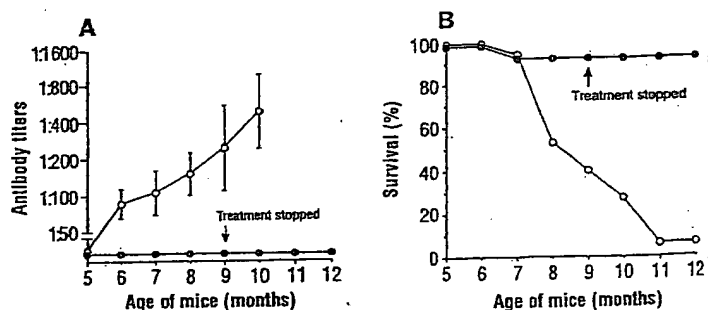 A
1:1600
1:800
1:400
1:200
1:100
1:50
Antibody titers
Treatment stopped
5 6 7 8 9 10 11 12
Age of mice (months)
B
100
80
60
40
20
0
Survival (%)
Treatment stopped
5 6 7 8 9 10 11 12
Age of mice (months)